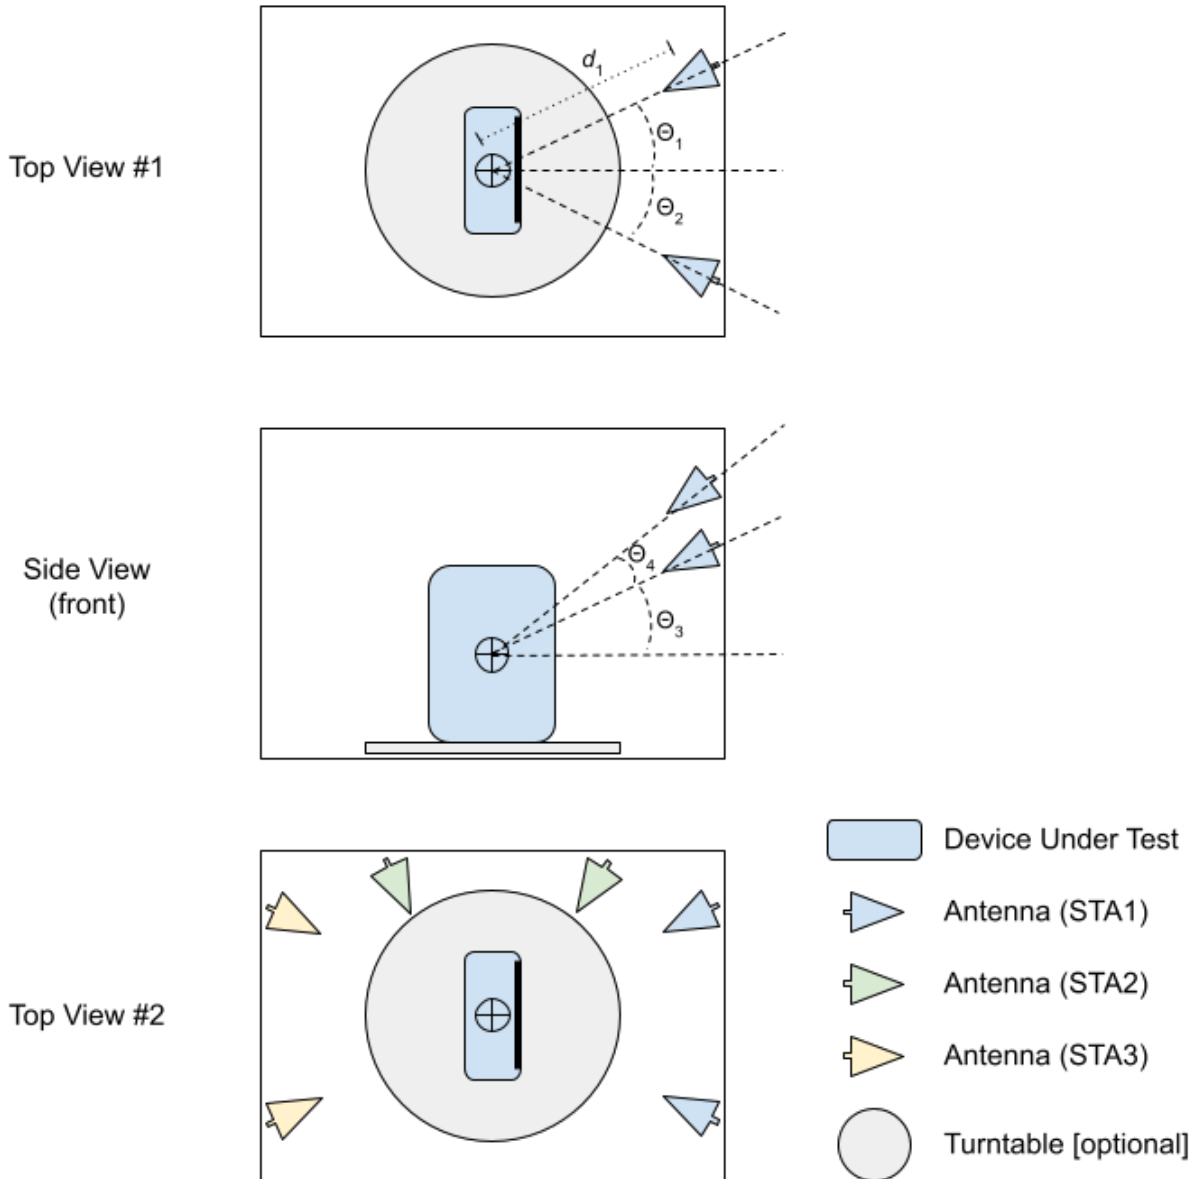 d1
Θ1
Top View #1
Θ2
Θ4
Side View
(front)
Θ3
Device Under Test
Antenna (STA1)
Antenna (STA2)
Top View #2
Antenna (STA3)
Turntable [optional]